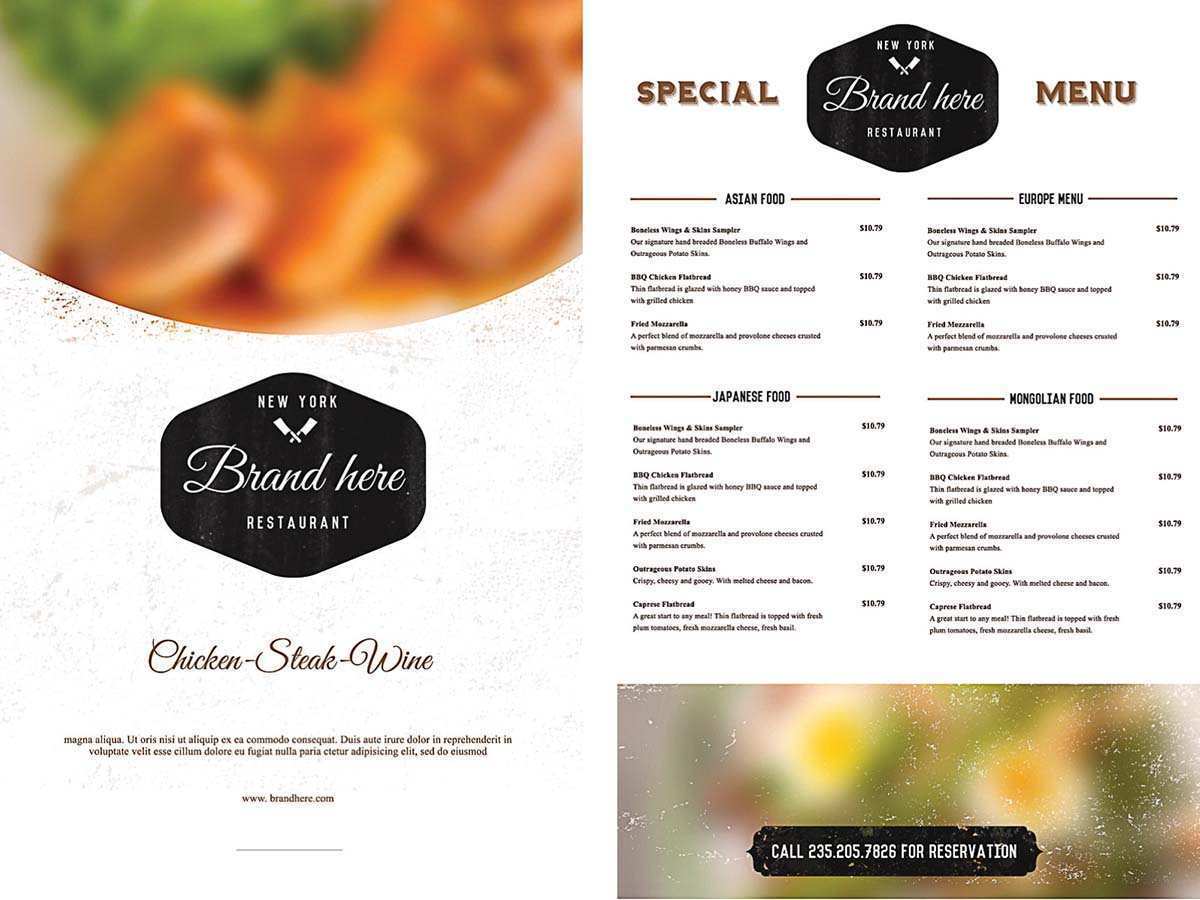 NEW YORK
Brand here
RESTAURANT
Chicken-Steak-Wine
magna aliqua. Ut oris nisi ut aliquip ex ea commodo consequat. Duis aute irure dolor in reprehenderit in
voluptate velit esse cillum dolore eu fugiat nulla paria ctetur adipisicing elit, sed do eiusmod
www. brandhere.com
SPECIAL
NEW YORK
Brand here
RESTAURANT
MENU
ASIAN FOOD
Boneless Wings & Skins Sampler $10.79
Our signature hand breaded Boneless Buffalo Wings and
Outrageous Potato Skins.
BBQ Chicken Flatbread $10.79
Thin flatbread is glazed with honey BBQ sauce and topped
with grilled chicken
Fried Mozzarella $10.79
A perfect blend of mozzarella and provolone cheeses crusted
with parmesan crumbs.
EUROPE MENU
Boneless Wings & Skins Sampler $10.79
Our signature hand breaded Boneless Buffalo Wings and
Outrageous Potato Skins.
BBQ Chicken Flatbread $10.79
Thin flatbread is glazed with honey BBQ sauce and topped
with grilled chicken
Fried Mozzarella $10.79
A perfect blend of mozzarella and provolone cheeses crusted
with parmesan crumbs.
JAPANESE FOOD
Boneless Wings & Skins Sampler $10.79
Our signature hand breaded Boneless Buffalo Wings and
Outrageous Potato Skins.
BBQ Chicken Flatbread $10.79
Thin flatbread is glazed with honey BBQ sauce and topped
with grilled chicken
Fried Mozzarella $10.79
A perfect blend of mozzarella and provolone cheeses crusted
with parmesan crumbs.
Outrageous Potato Skins $10.79
Crispy, cheesy and gooey. With melted cheese and bacon.
Caprese Flatbread $10.79
A great start to any meal! Thin flatbread is topped with fresh
plum tomatoes, fresh mozzarella cheese, fresh basil.
MONGOLIAN FOOD
Boneless Wings & Skins Sampler $10.79
Our signature hand breaded Boneless Buffalo Wings and
Outrageous Potato Skins.
BBQ Chicken Flatbread $10.79
Thin flatbread is glazed with honey BBQ sauce and topped
with grilled chicken
Fried Mozzarella $10.79
A perfect blend of mozzarella and provolone cheeses crusted
with parmesan crumbs.
Outrageous Potato Skins $10.79
Crispy, cheesy and gooey. With melted cheese and bacon.
Caprese Flatbread $10.79
A great start to any meal! Thin flatbread is topped with fresh
plum tomatoes, fresh mozzarella cheese, fresh basil.
CALL 235.205.7826 FOR RESERVATION